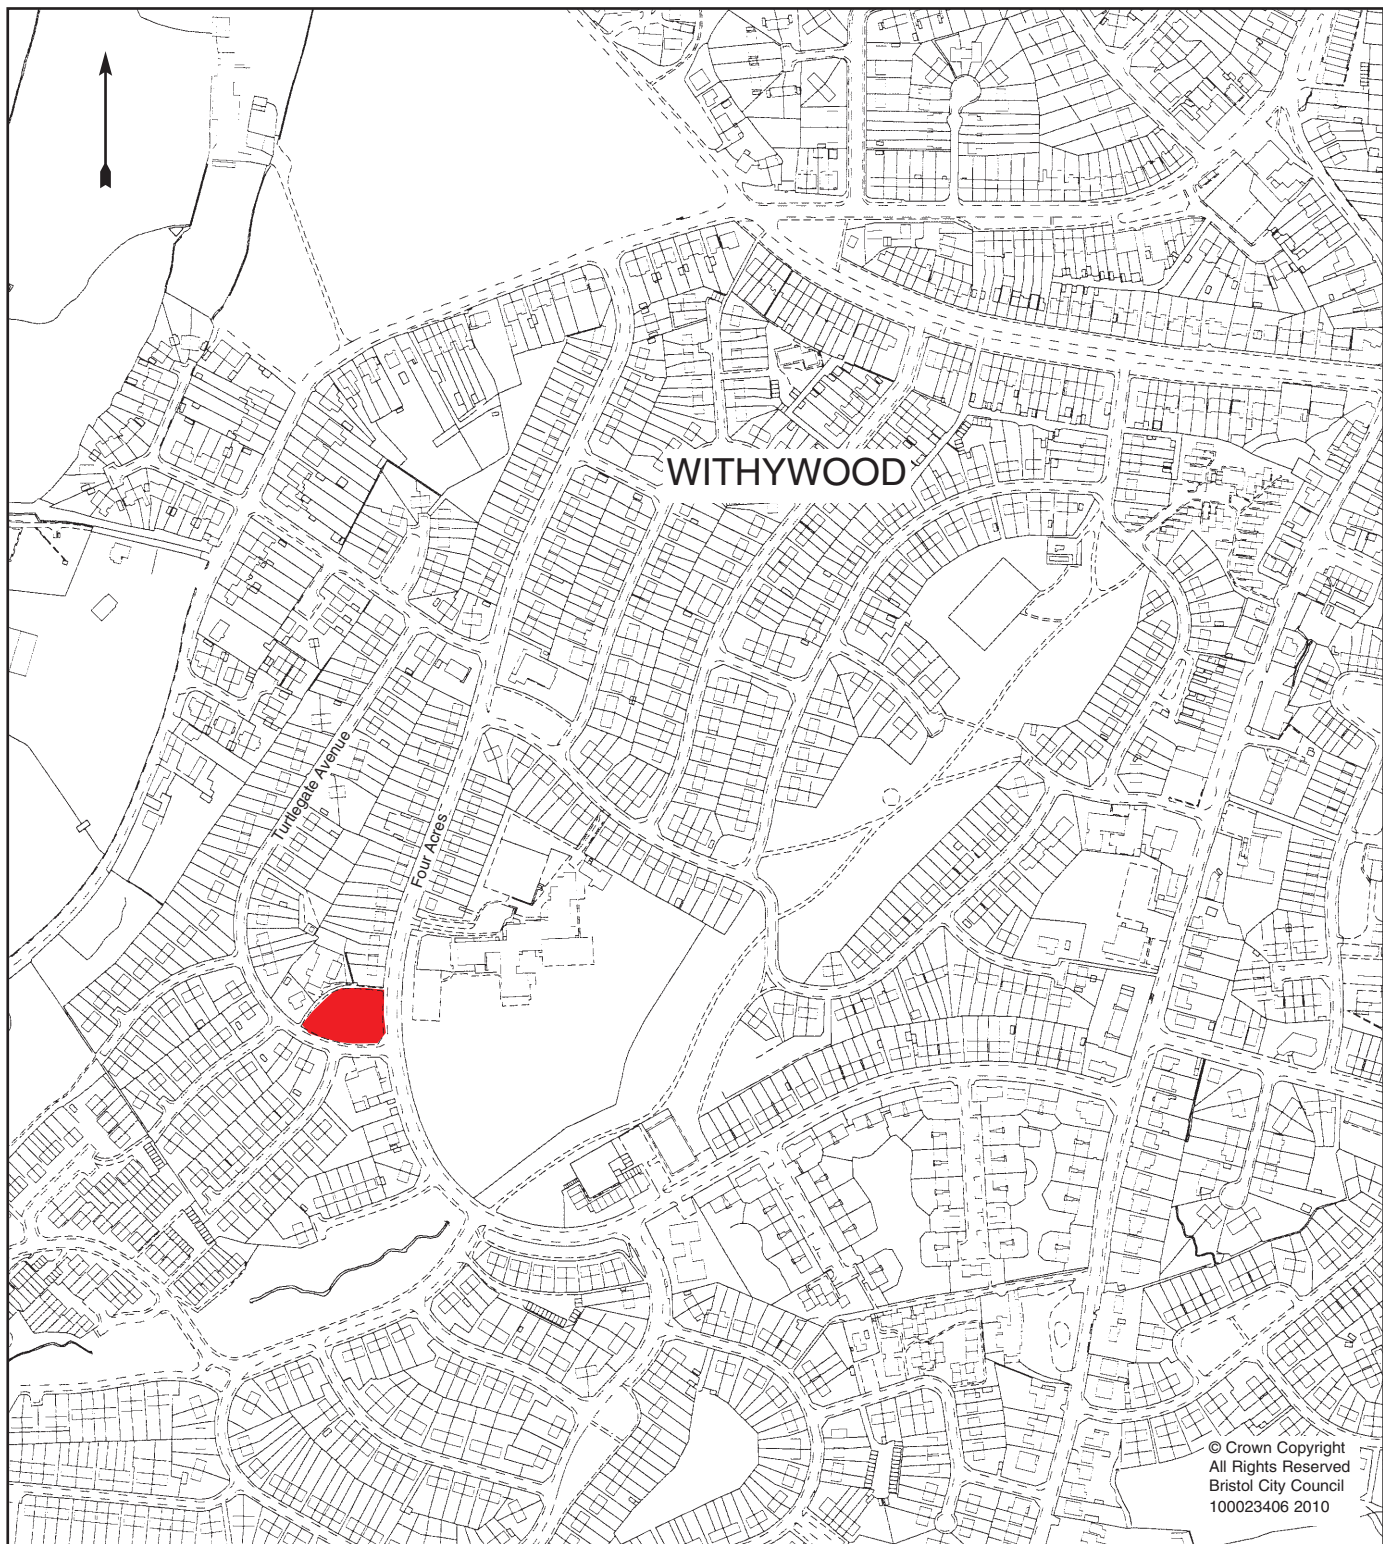 WITHYWOOD
Turtlegate Avenue
Four Acres
© Crown Copyright
All Rights Reserved
Bristol City Council
100023406 2010